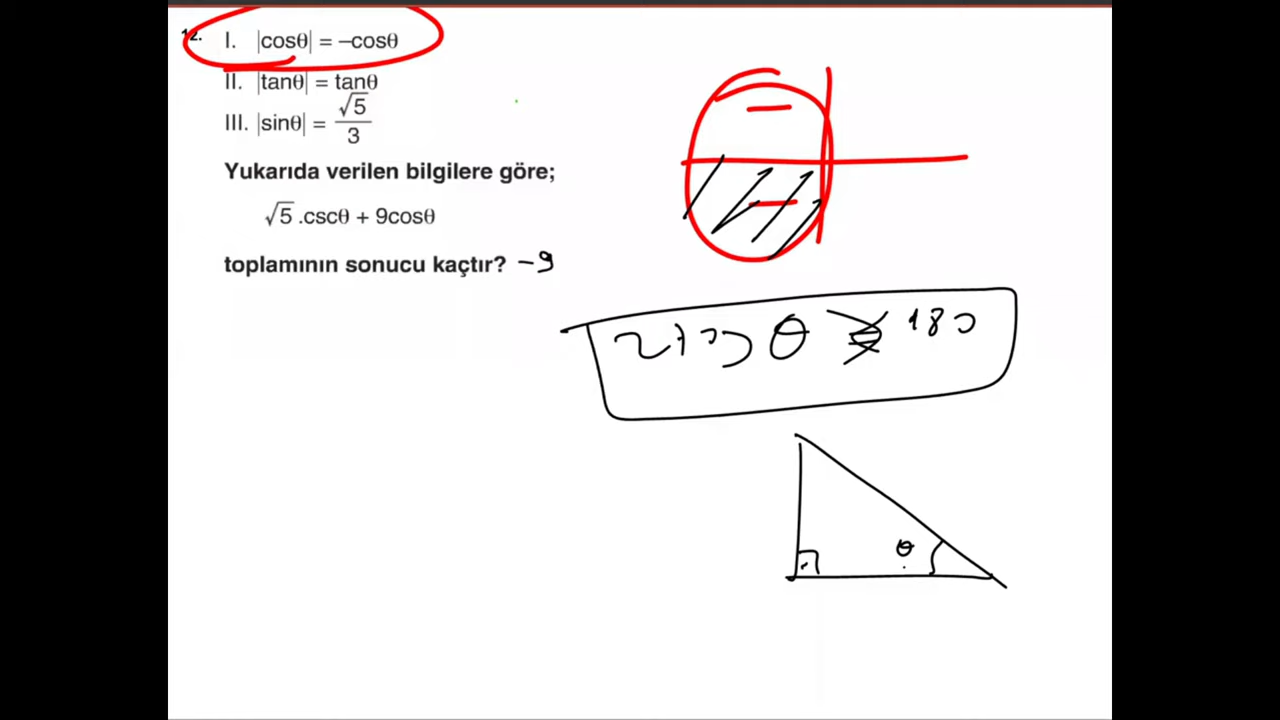 12.
I. |cosθ| = –cosθ
II. |tanθ| = tanθ
III. |sinθ| = √5/3
Yukarıda verilen bilgilere göre;
√5 .cscθ + 9cosθ
toplamının sonucu kaçtır? -9
θ 180
θ